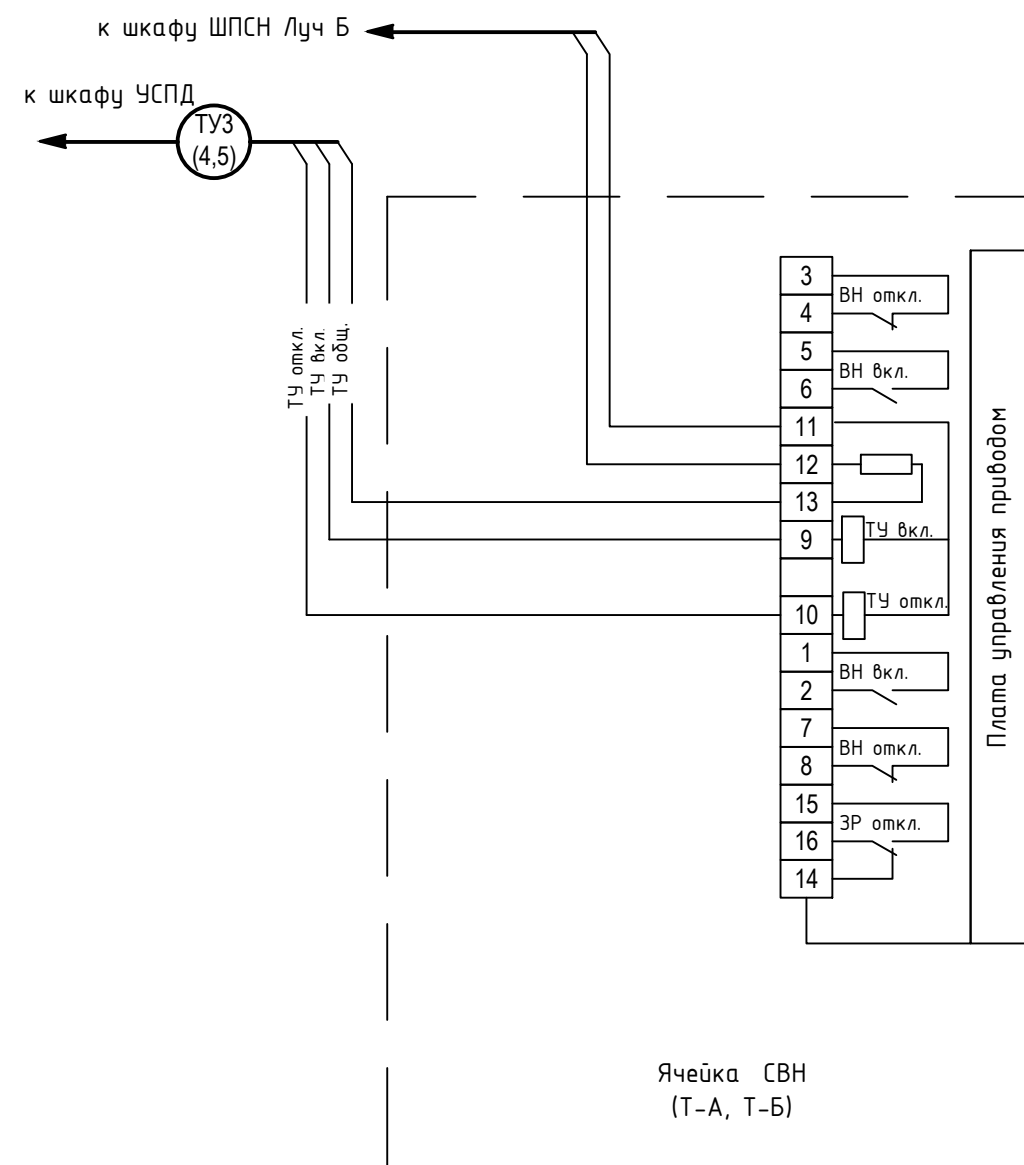 к шкафу ШПСН Луч Б
к шкафу УСПД
ТУ3
(4,5)
ТУ откл.
ТУ вкл.
ТУ общ.
3
ВН откл.
4
5
ВН вкл.
6
11
12
13
9
ТУ вкл.
10
ТУ откл.
1
ВН вкл.
2
7
ВН откл.
8
15
ЗР откл.
16
14
Плата управления приводом
Ячейка СВН
(Т-А, Т-Б)